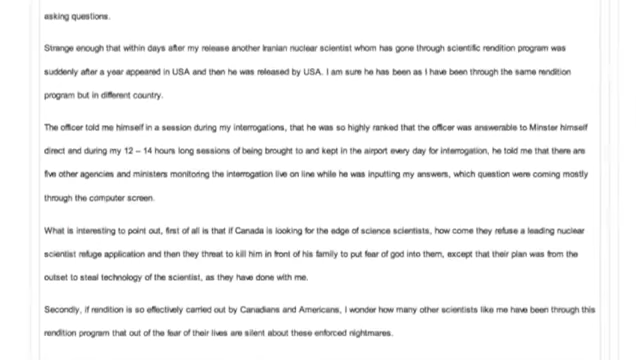 asking questions.
Strange enough that within days after my release another Iranian nuclear scientist whom has gone through scientific rendition program was
suddenly after a year appeared in USA and then he was released by USA. I am sure he has been as I have been through the same rendition
program but in different country.
The officer told me himself in a session during my interrogations, that he was so highly ranked that the officer was answerable to Minster himself
direct and during my 12 – 14 hours long sessions of being brought to and kept in the airport every day for interrogation, he told me that there are
five other agencies and ministers monitoring the interrogation live on line while he was inputting my answers, which question were coming mostly
through the computer screen.
What is interesting to point out, first of all is that if Canada is looking for the edge of science scientists, how come they refuse a leading nuclear
scientist refuge application and then they threat to kill him in front of his family to put fear of god into them, except that their plan was from the
outset to steal technology of the scientist, as they have done with me.
Secondly, if rendition is so effectively carried out by Canadians and Americans, I wonder how many other scientists like me have been through this
rendition program that out of the fear of their lives are silent about these enforced nightmares.